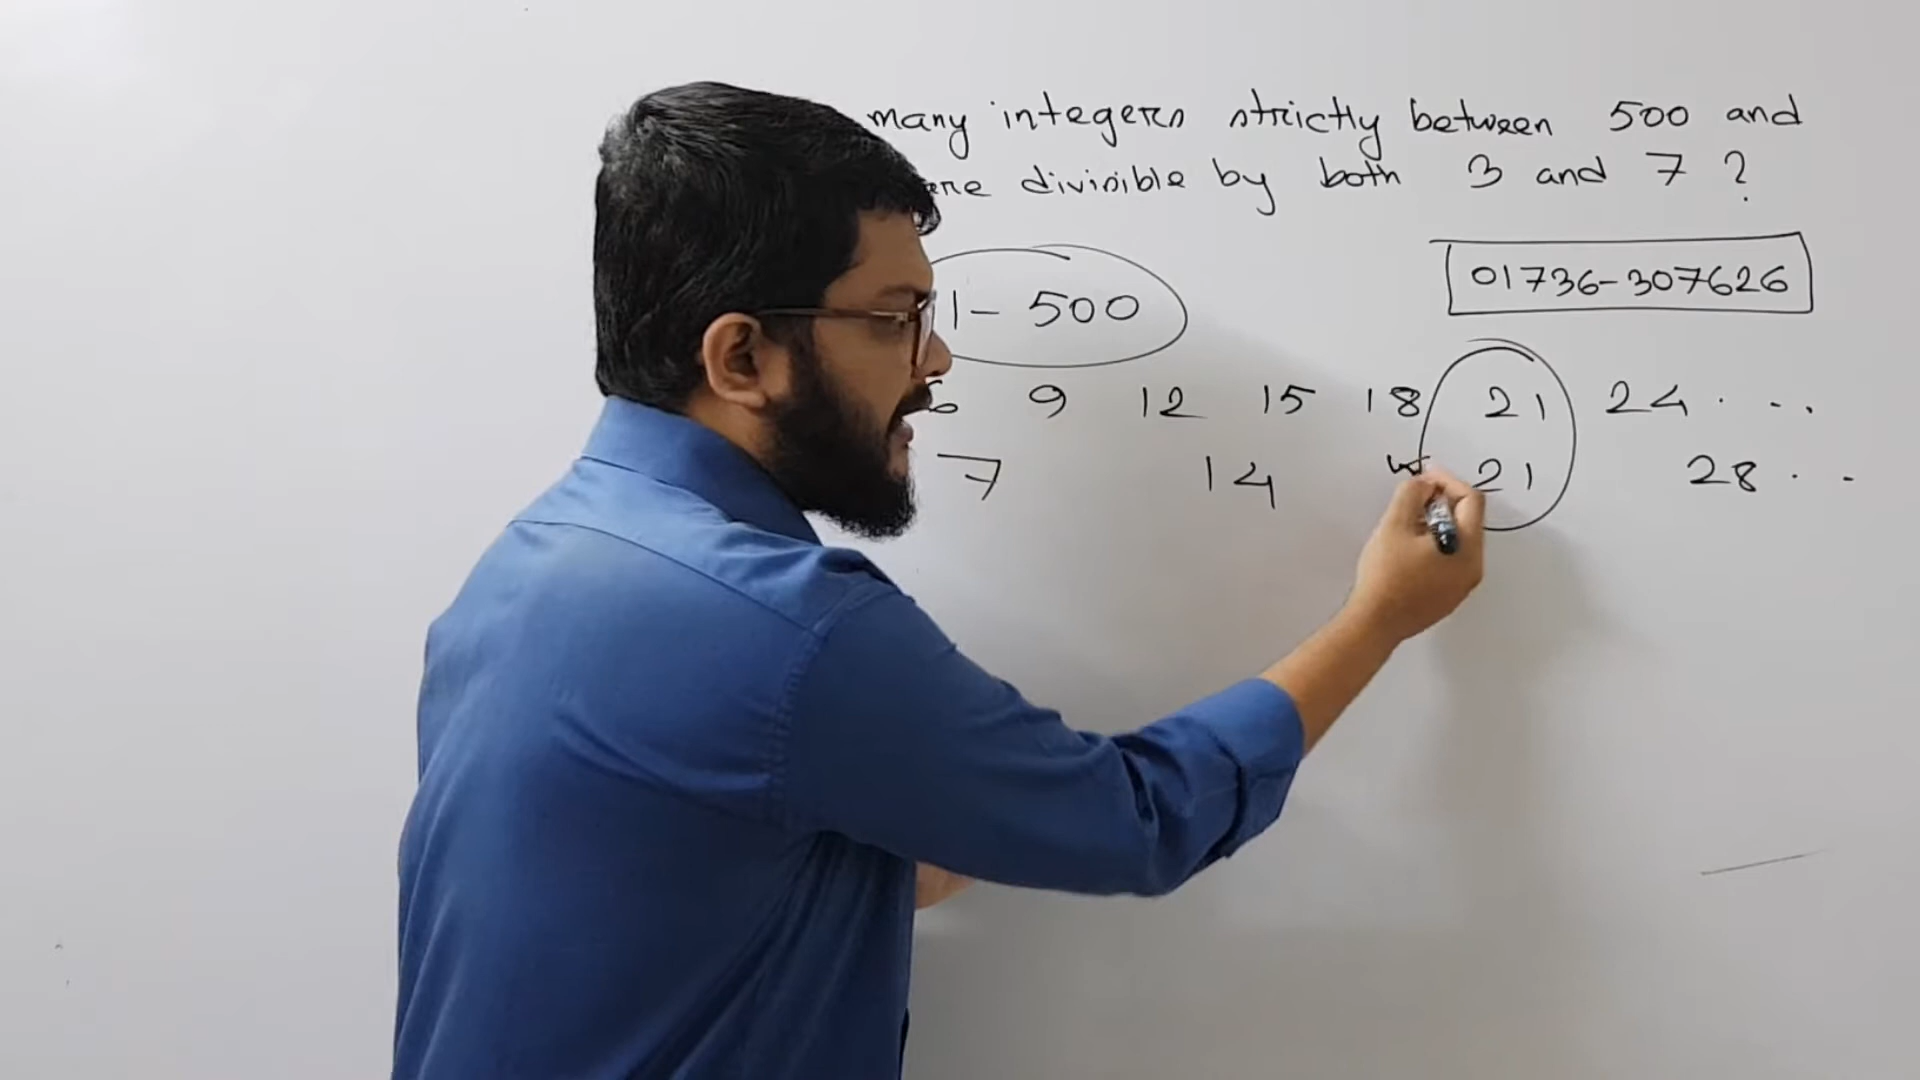 many integers strictly between 500 and
are divisible by both 3 and 7 ?
1 - 500
01736-307626
6 9 12 15 18 21 24 . . . .
7 14 21 28 . . .